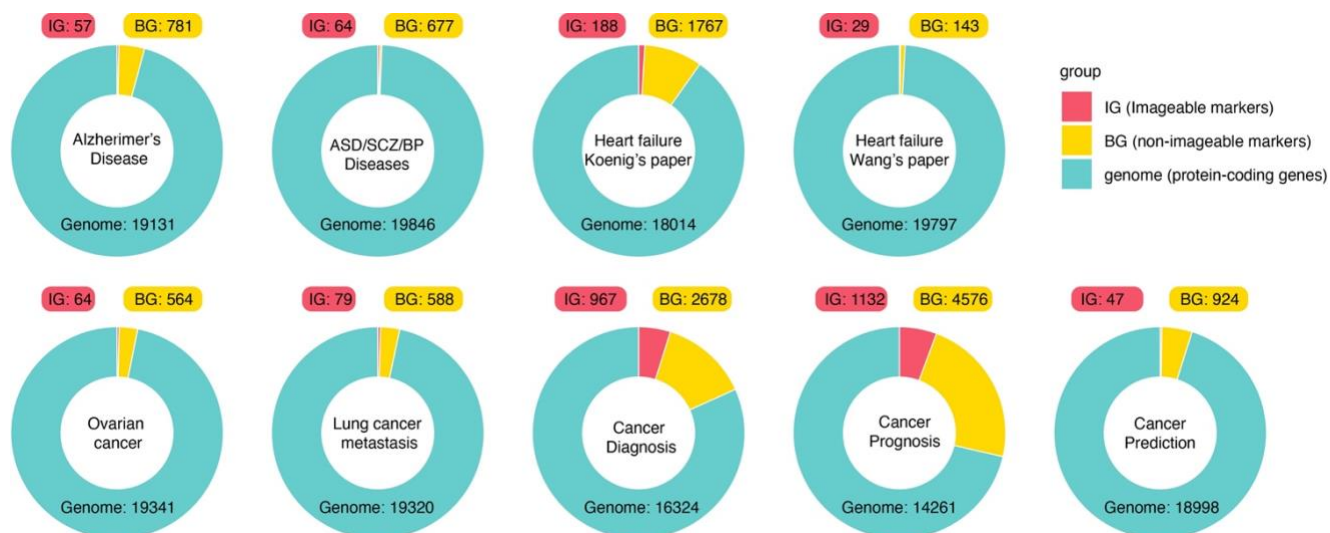 IG: 57 BG: 781
Alzherimer's
Disease
Genome: 19131
IG: 64 BG: 677
ASD/SCZ/BP
Diseases
Genome: 19846
IG: 188 BG: 1767
Heart failure
Koenig's paper
Genome: 18014
IG: 29 BG: 143
Heart failure
Wang's paper
Genome: 19797
group
IG (Imageable markers)
BG (non-imageable markers)
genome (protein-coding genes)
IG: 64 BG: 564
Ovarian
cancer
Genome: 19341
IG: 79 BG: 588
Lung cancer
metastasis
Genome: 19320
IG: 967 BG: 2678
Cancer
Diagnosis
Genome: 16324
IG: 1132 BG: 4576
Cancer
Prognosis
Genome: 14261
IG: 47 BG: 924
Cancer
Prediction
Genome: 18998